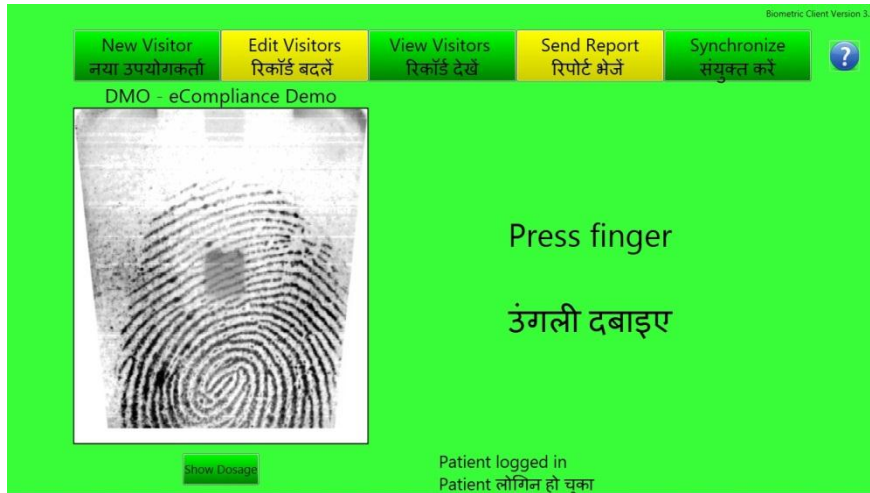 Biometric Client Version 3.
New Visitor
नया उपयोगकर्ता
Edit Visitors
रिकॉर्ड बदलें
View Visitors
रिकॉर्ड देखें
Send Report
रिपोर्ट भेजें
Synchronize
संयुक्त करें
?
DMO - eCompliance Demo
Press finger
उंगली दबाइए
Show Dosage
Patient logged in
Patient लोगिन हो चुका